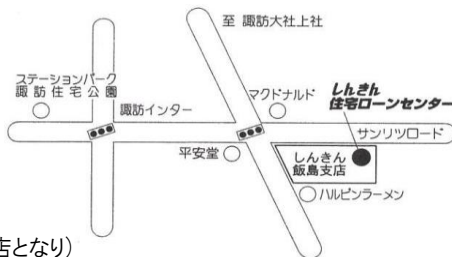 至 諏訪大社上社
ステーションパーク
諏訪住宅公園
マクドナルド
しんきん
住宅ローンセンター
諏訪インター
サンリツロード
平安堂
しんきん
飯島支店
ハルピンラーメン
店となり)